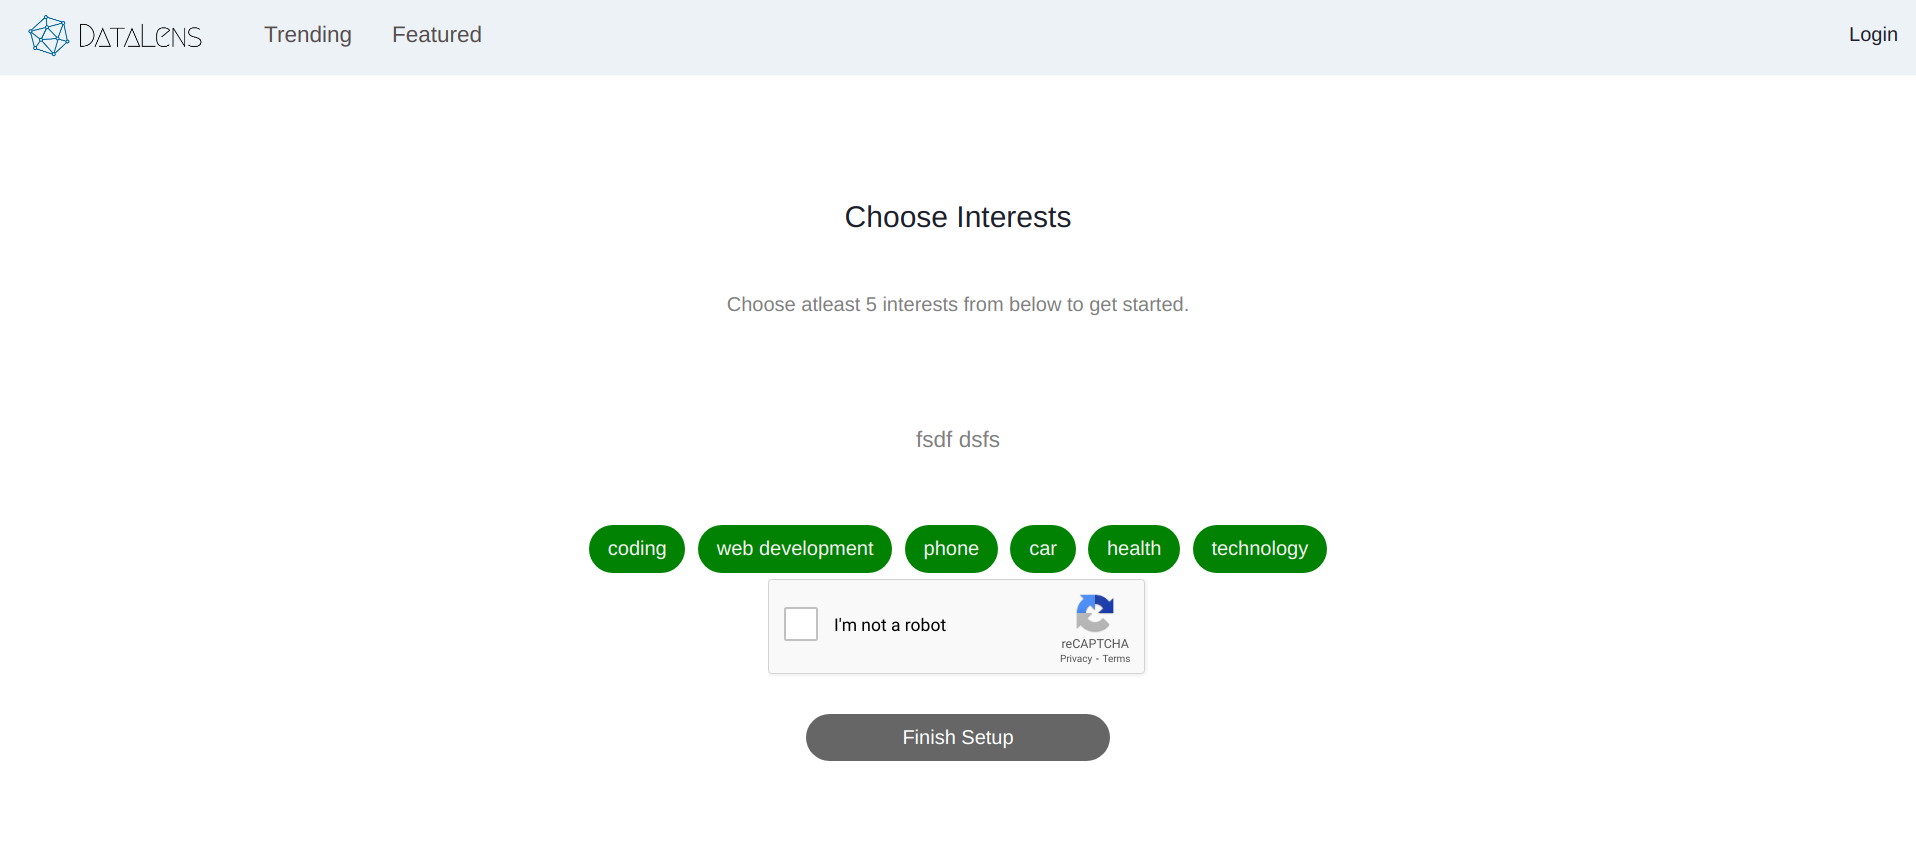 DATALENS Trending Featured Login
Choose Interests
Choose atleast 5 interests from below to get started.
fsdf dsfs
coding web development phone car health technology
I'm not a robot
reCAPTCHA
Privacy - Terms
Finish Setup